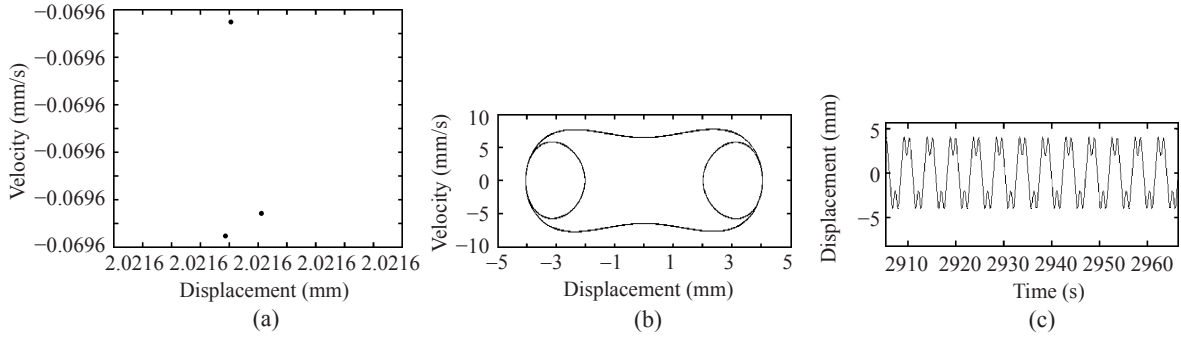 −0.0696
−0.0696
−0.0696
−0.0696
−0.0696
−0.0696
Velocity (mm/s)
2.0216 2.0216 2.0216 2.0216 2.0216
Displacement (mm)
(a)
10
5
0
−5
−10
Velocity (mm/s)
−5 −3 −1 1 3 5
Displacement (mm)
(b)
5
0
−5
Displacement (mm)
2910 2920 2930 2940 2950 2960
Time (s)
(c)